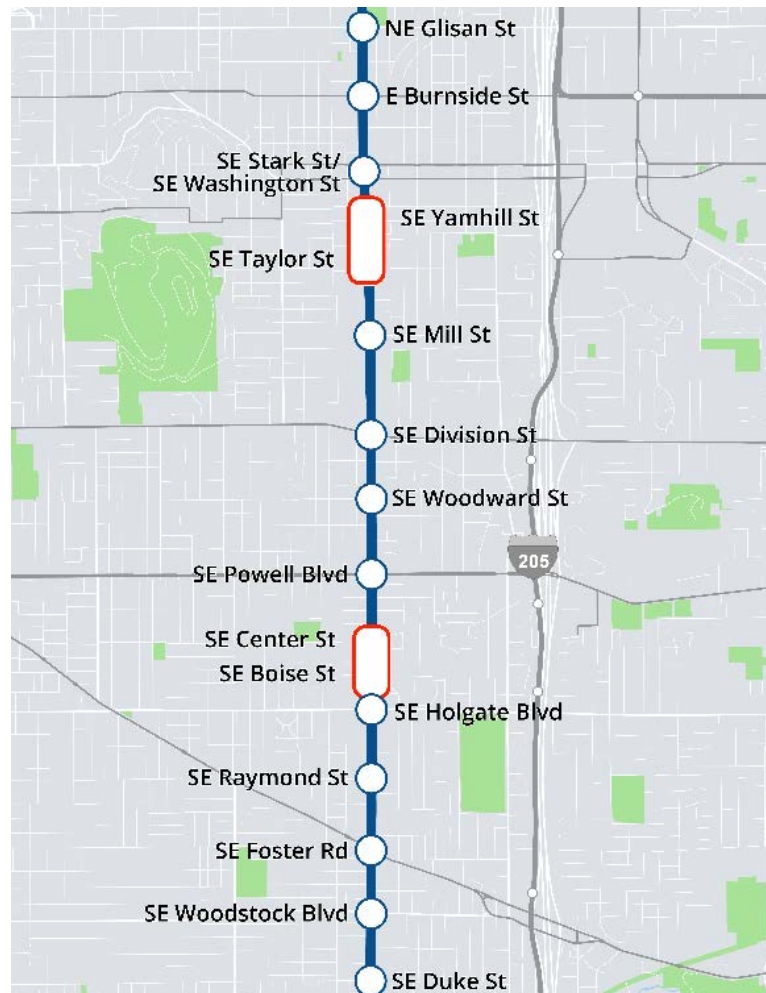 NE Glisan St
E Burnside St
SE Stark St/
SE Washington St
SE Yamhill St
SE Taylor St
SE Mill St
SE Division St
SE Woodward St
205
SE Powell Blvd
SE Center St
SE Boise St
SE Holgate Blvd
SE Raymond St
SE Foster Rd
SE Woodstock Blvd
SE Duke St